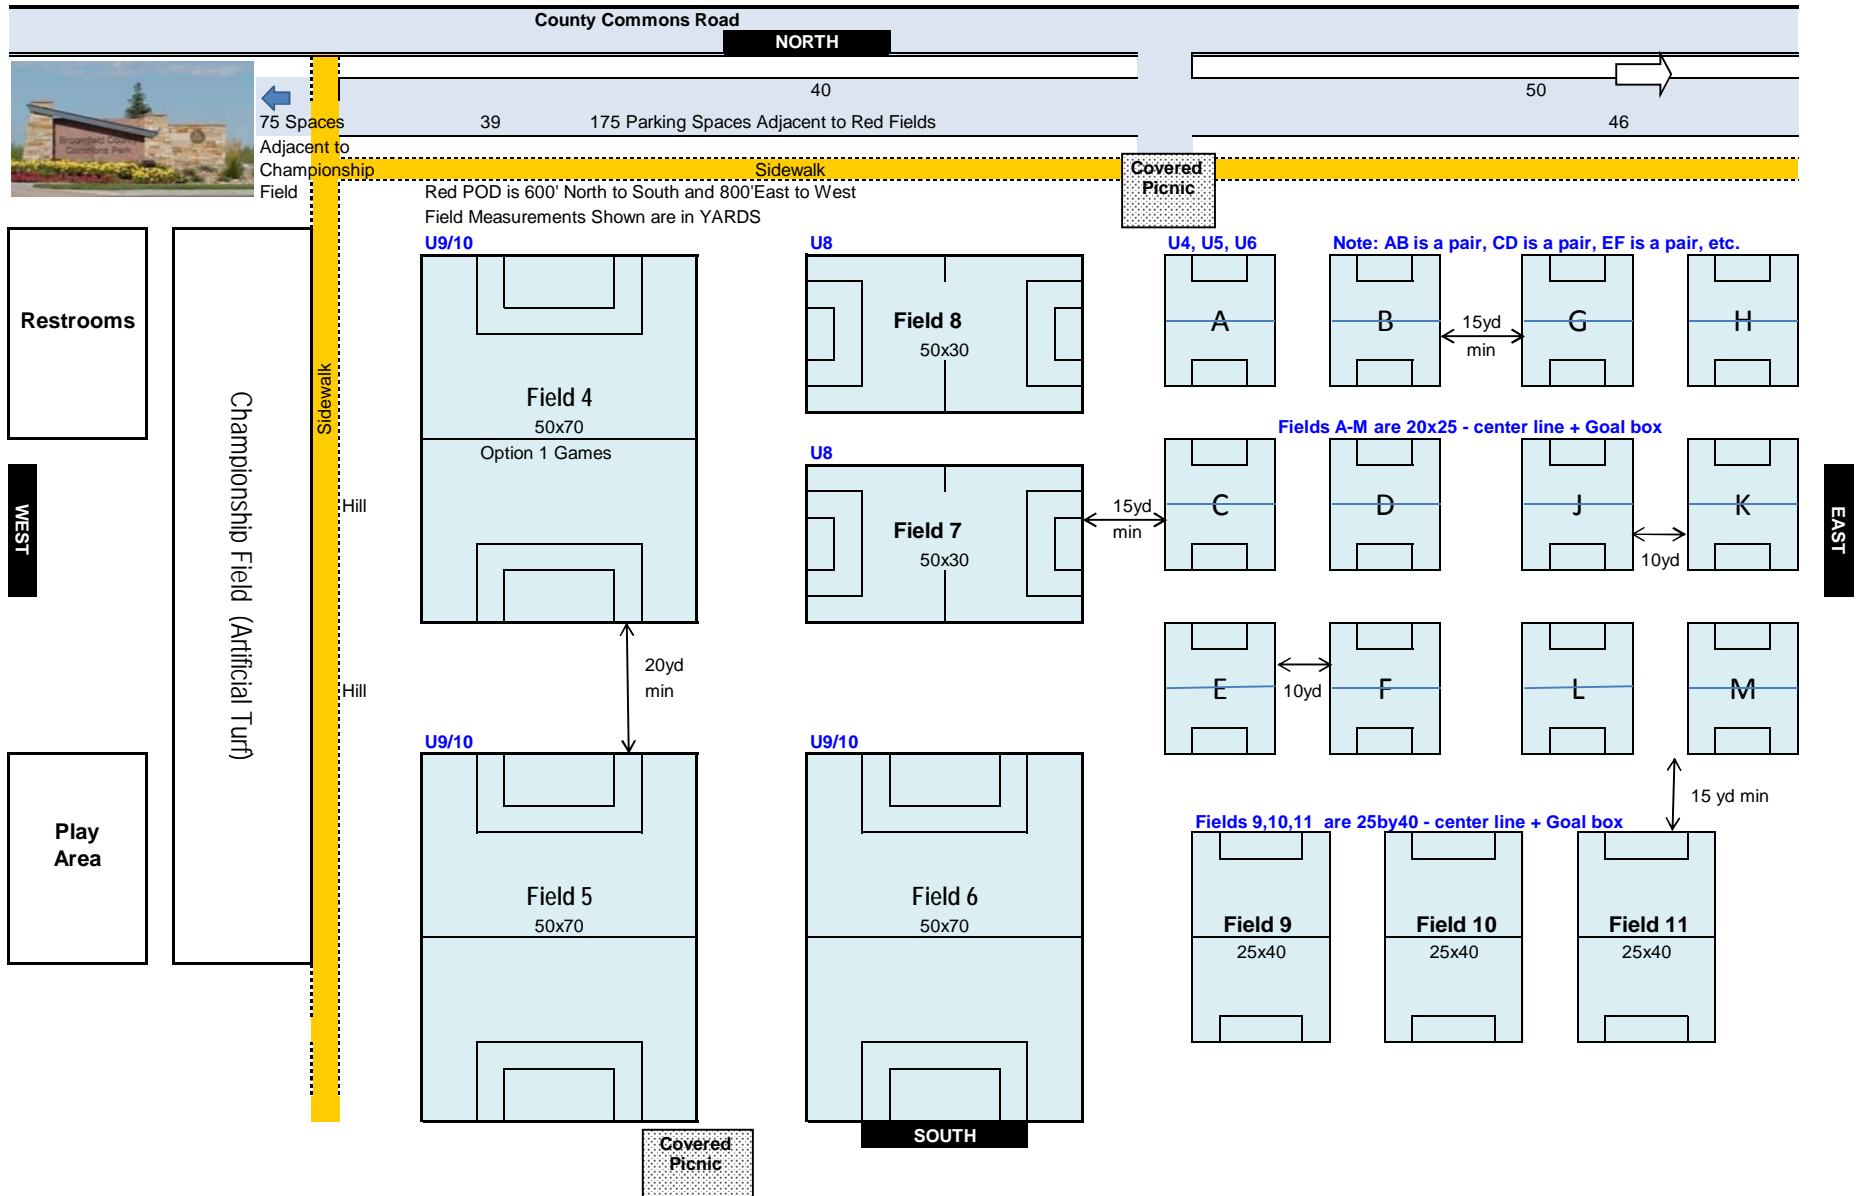 County Commons Road
NORTH
40
50
75 Spaces
39
175 Parking Spaces Adjacent to Red Fields
46
Adjacent to
Championship
Field
Sidewalk
Covered
Picnic
Broomfield County
Commons Park
Red POD is 600' North to South and 800'East to West
Field Measurements Shown are in YARDS
U9/10
U8
U4, U5, U6
Note: AB is a pair, CD is a pair, EF is a pair, etc.
Restrooms
Championship Field (Artificial Turf)
Sidewalk
Field 4
50x70
Option 1 Games
Field 8
50x30
A
B
15yd
min
G
H
Fields A-M are 20x25 - center line + Goal box
U8
WEST
Hill
Field 7
50x30
15yd
min
C
D
J
10yd
K
EAST
Hill
20yd
min
E
10yd
F
L
M
U9/10
U9/10
15 yd min
Play
Area
Fields 9,10,11 are 25by40 - center line + Goal box
Field 5
50x70
Field 6
50x70
Field 9
25x40
Field 10
25x40
Field 11
25x40
SOUTH
Covered
Picnic